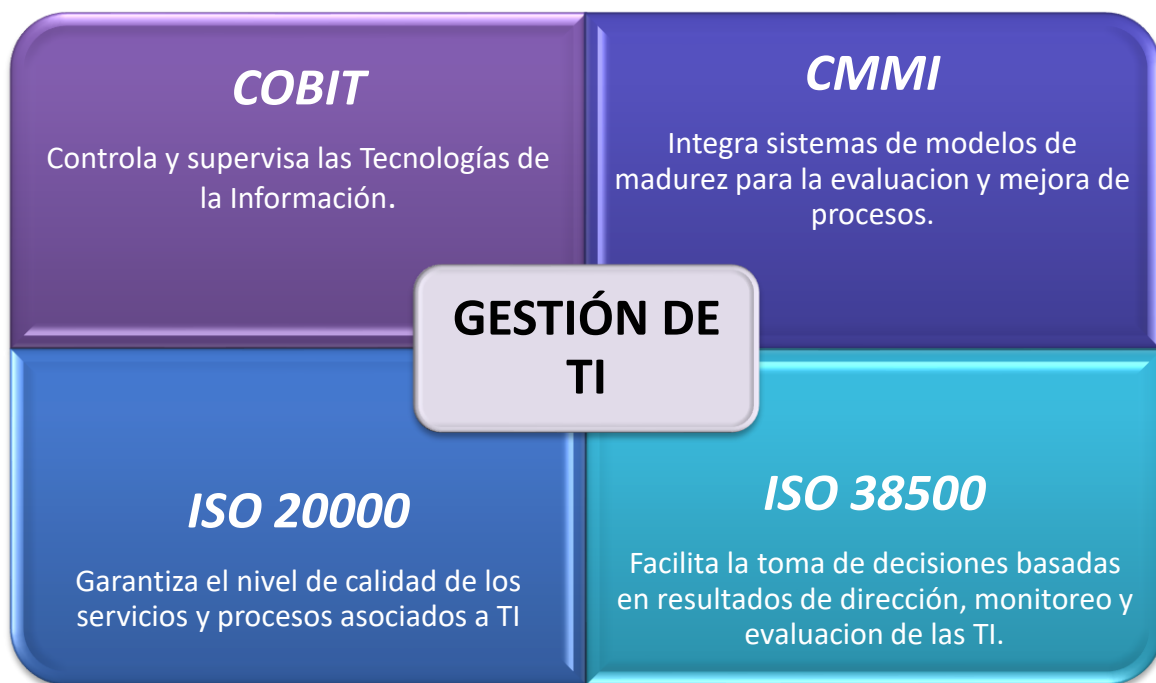 COBIT
Controla y supervisa las Tecnologías de
la Información.
CMMI
Integra sistemas de modelos de
madurez para la evaluacion y mejora de
procesos.
GESTIÓN DE
TI
ISO 20000
Garantiza el nivel de calidad de los
servicios y procesos asociados a TI
ISO 38500
Facilita la toma de decisiones basadas
en resultados de dirección, monitoreo y
evaluacion de las TI.